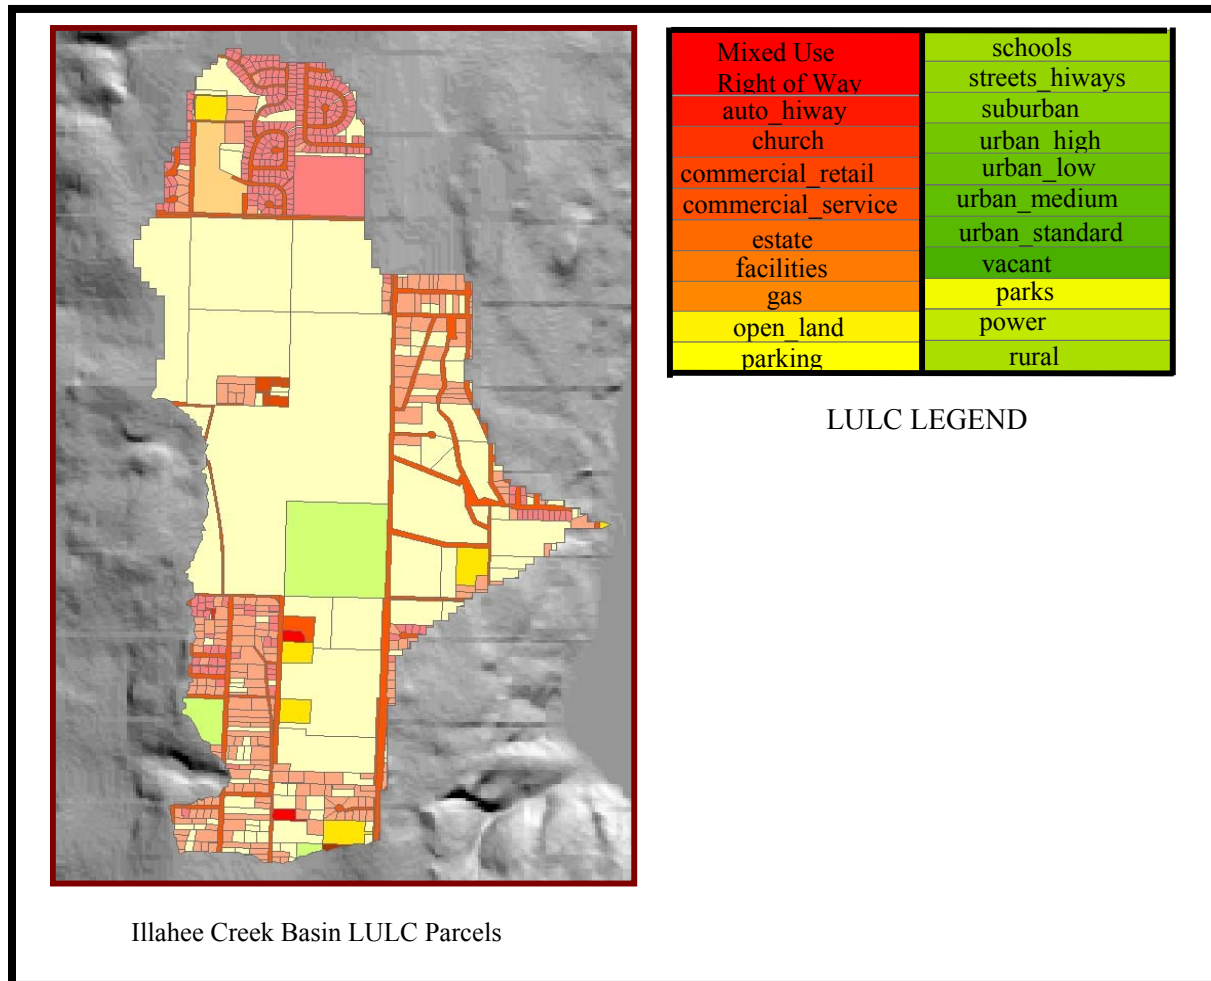 Mixed Use
Right of Way
auto_hiway
church
commercial_retail
commercial_service
estate
facilities
gas
open_land
parking
schools
streets_hiways
suburban
urban_high
urban_low
urban_medium
urban_standard
vacant
parks
power
rural
LULC LEGEND
Illahee Creek Basin LULC Parcels